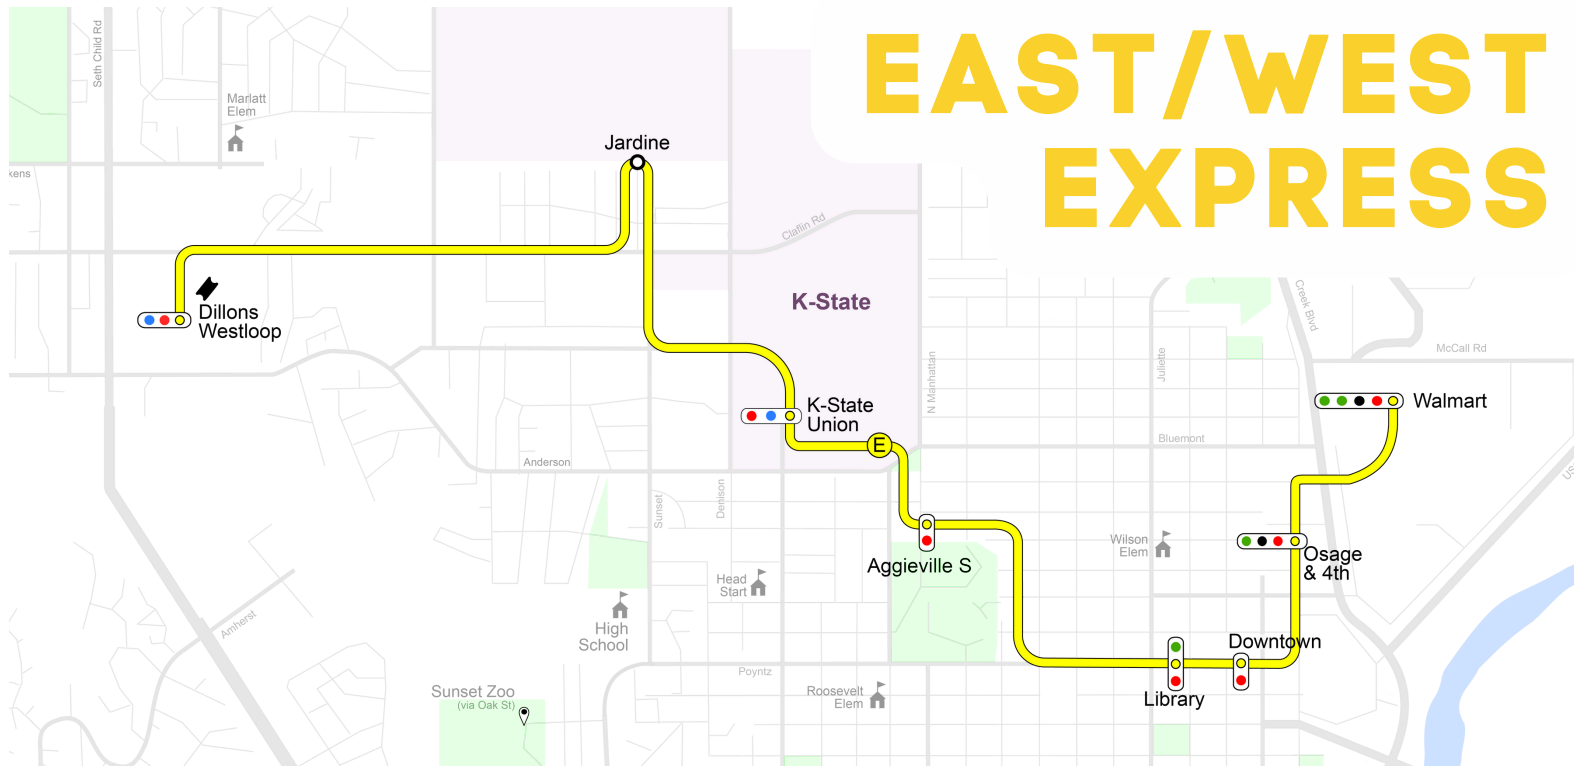 EAST/WEST
EXPRESS
Seth Child Rd
Marlatt
Elem
kens
Jardine
Claflin Rd
K-State
Creek Blvd
Dillons
Westloop
McCall Rd
N Manhattan
Juliette
K-State
Union
Walmart
Bluemont
E
Anderson
US
Sunset
Denison
Wilson
Elem
Osage
& 4th
Aggieville S
Head
Start
High
School
Amherst
Downtown
Poyntz
Sunset Zoo
(via Oak St)
Roosevelt
Elem
Library